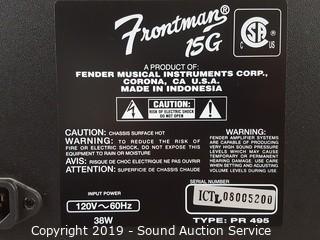 Frontman®
15G
SA
®
C US
A PRODUCT OF:
FENDER MUSICAL INSTRUMENTS CORP.,
CORONA, CA U.S.A.
MADE IN INDONESIA
CAUTION
RISK OF ELECTRIC SHOCK
DO NOT OPEN
CAUTION: CHASSIS SURFACE HOT
WARNING: TO REDUCE THE RISK OF
FIRE OR ELECTRIC SHOCK, DO NOT EXPOSE THIS
EQUIPMENT TO RAIN OR MOISTURE
AVIS: RISQUE DE CHOC ELECTRIQUE NE PAS OUVRIR
ATTENTION: SUPERFICIE DE CHASSIS CHAUDE
WARNING:
FENDER AMPLIFIER SYSTEMS
ARE CAPABLE OF PRODUCING
HIGH SOUND PRESSURE
LEVELS WHICH MAY CAUSE
TEMPORARY OR PERMANENT
HEARING DAMAGE. USE CARE
WHEN SETTING AND ADJUSTING
VOLUME LEVELS DURING USE
INPUT POWER
120V~60Hz
38W
SERIAL NUMBER
ICTL08005200
TYPE: PR 495
Copyright 2019 - Sound Auction Service